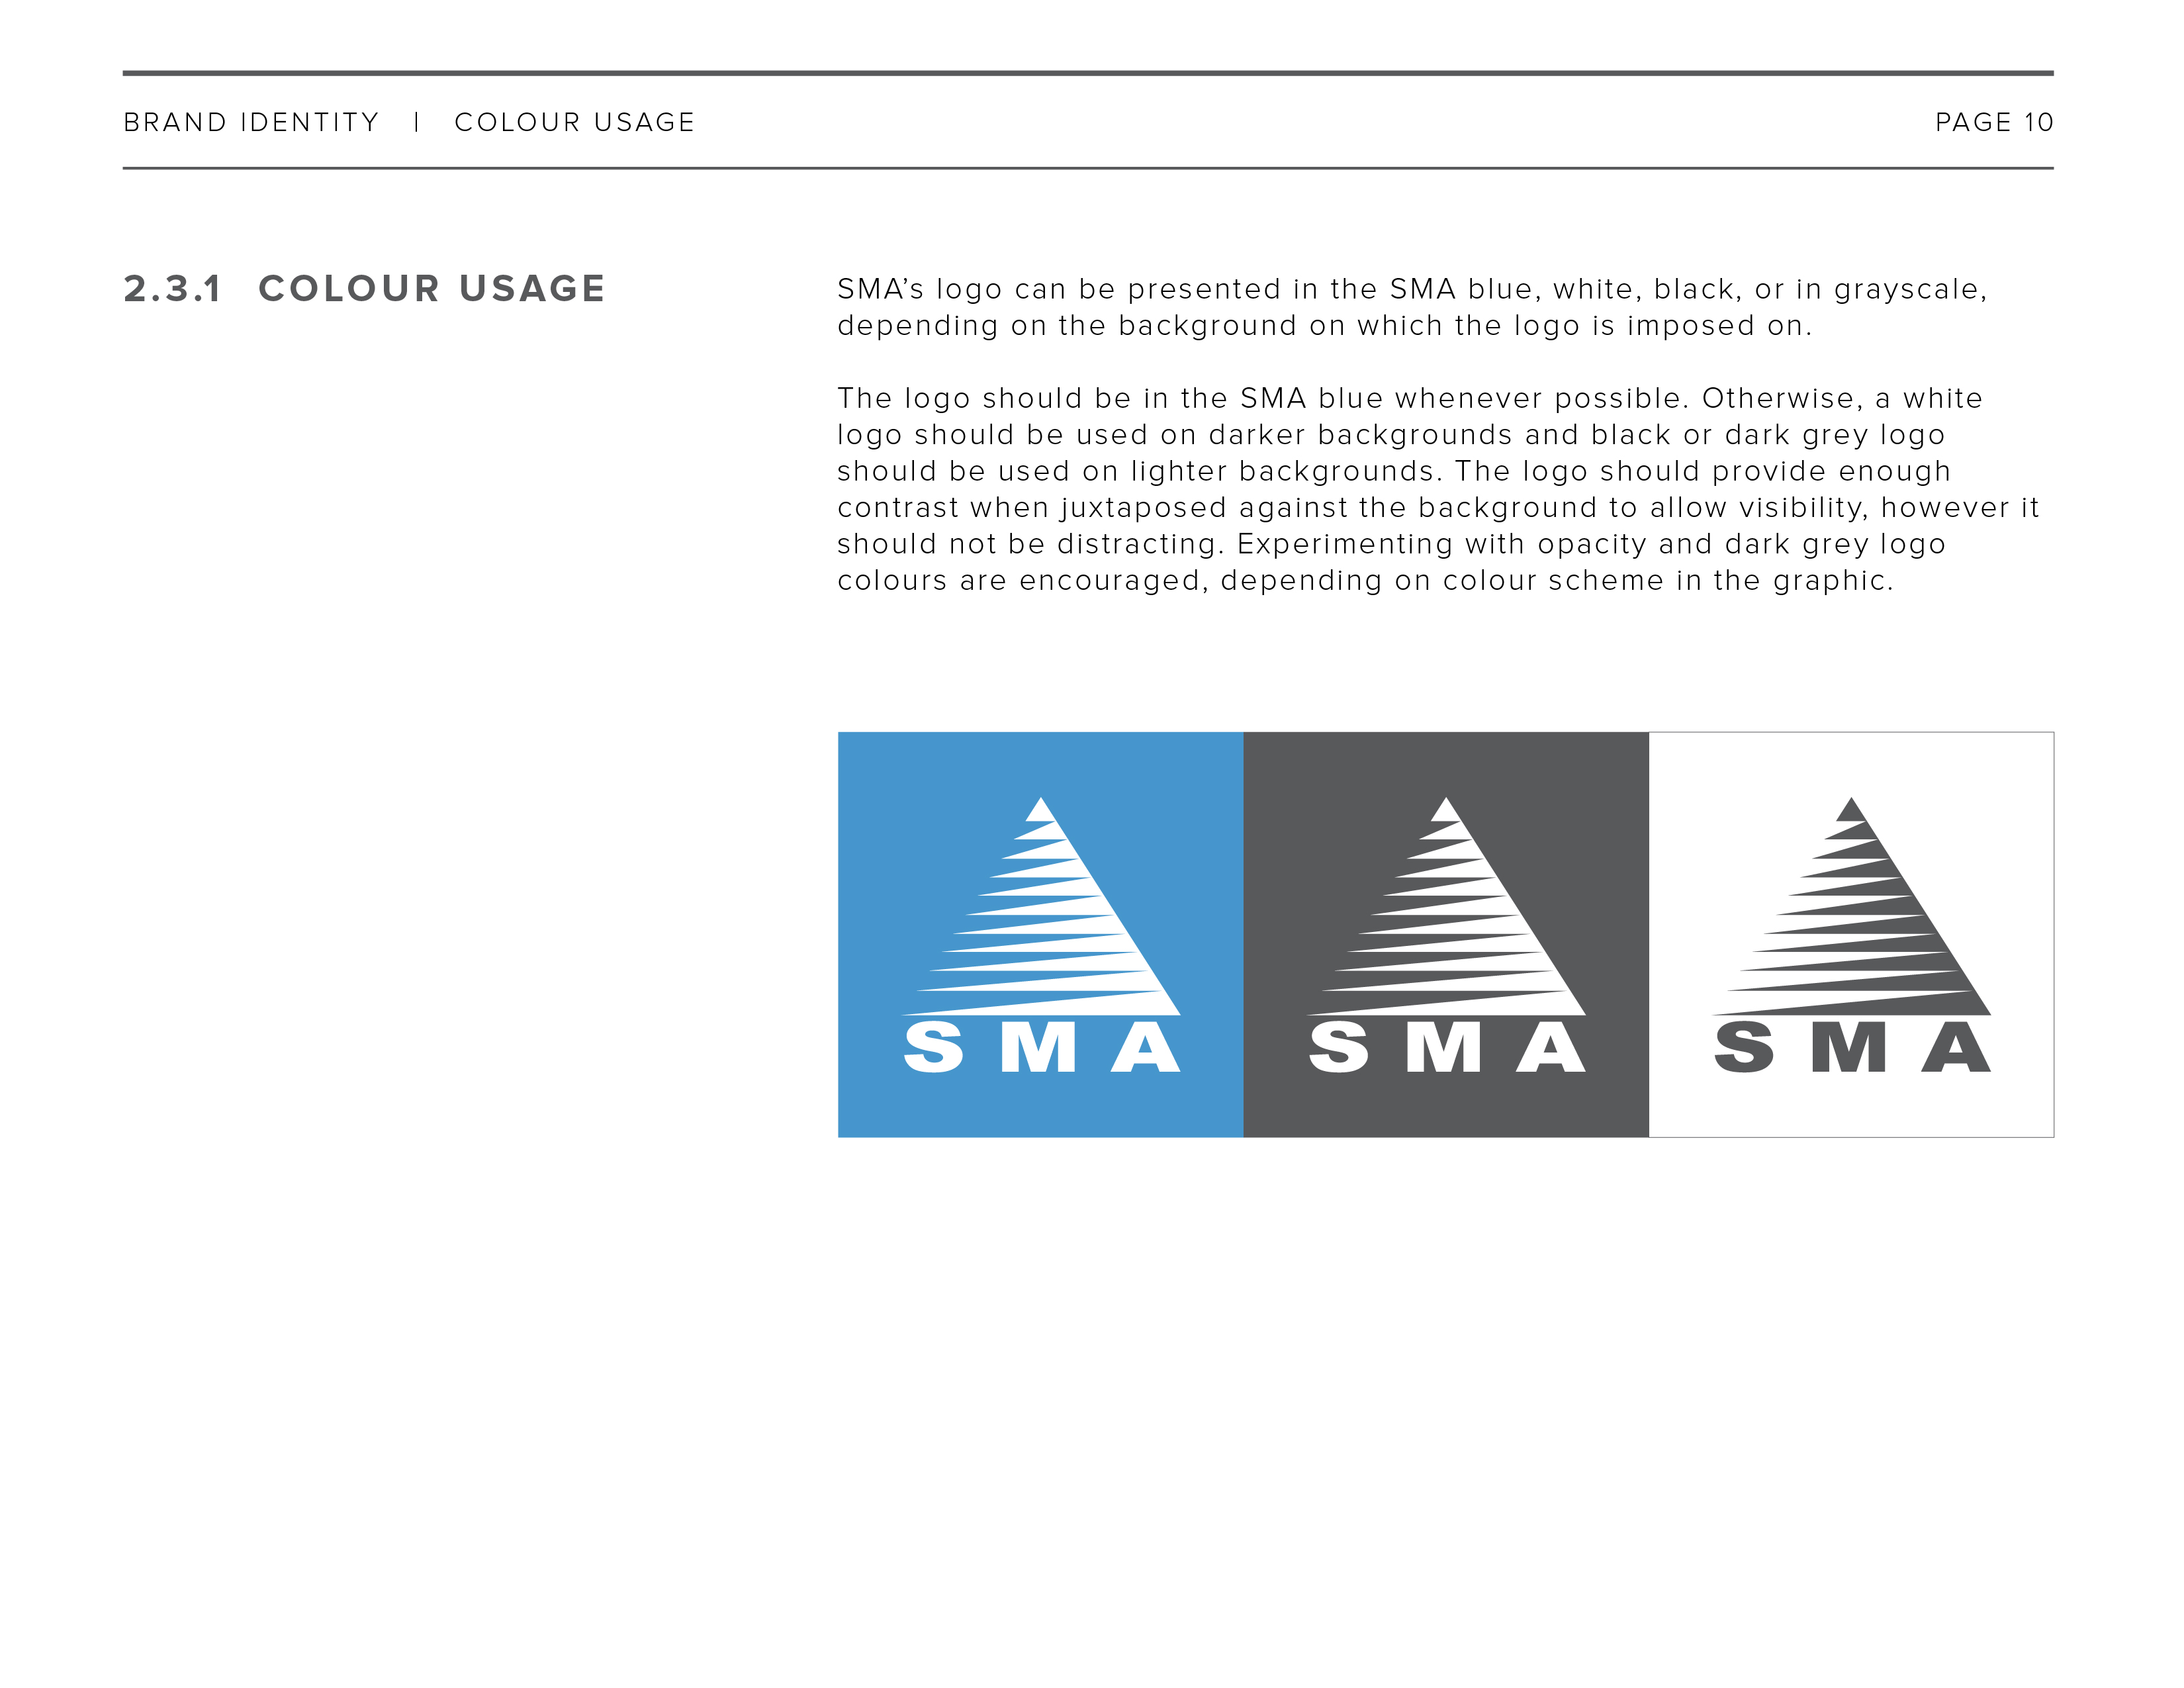 BRAND IDENTITY | COLOUR USAGE PAGE 10
2.3.1 COLOUR USAGE
SMA’s logo can be presented in the SMA blue, white, black, or in grayscale,
depending on the background on which the logo is imposed on.
The logo should be in the SMA blue whenever possible. Otherwise, a white
logo should be used on darker backgrounds and black or dark grey logo
should be used on lighter backgrounds. The logo should provide enough
contrast when juxtaposed against the background to allow visibility, however it
should not be distracting. Experimenting with opacity and dark grey logo
colours are encouraged, depending on colour scheme in the graphic.
SMA SMA SMA